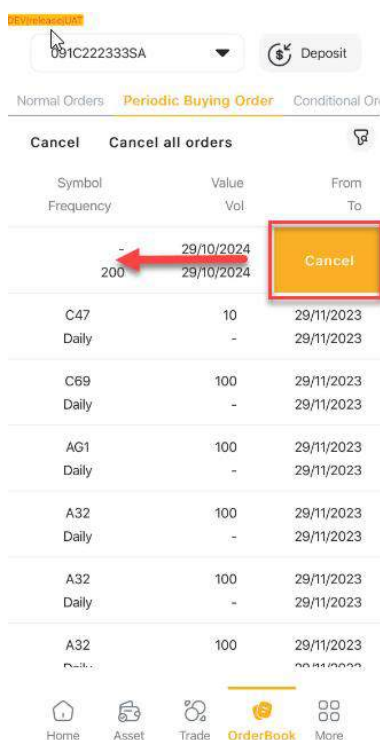 DEV|release|UAT
091C222333SA Deposit
Normal Orders Periodic Buying Order Conditional Or
Cancel Cancel all orders
Symbol Value From
Frequency Vol To
- 29/10/2024 Cancel
200 29/10/2024
C47 10 29/11/2023
Daily - 29/11/2023
C69 100 29/11/2023
Daily - 29/11/2023
AG1 100 29/11/2023
Daily - 29/11/2023
A32 100 29/11/2023
Daily - 29/11/2023
A32 100 29/11/2023
Daily - 29/11/2023
A32 100 29/11/2023
Home Asset Trade OrderBook More